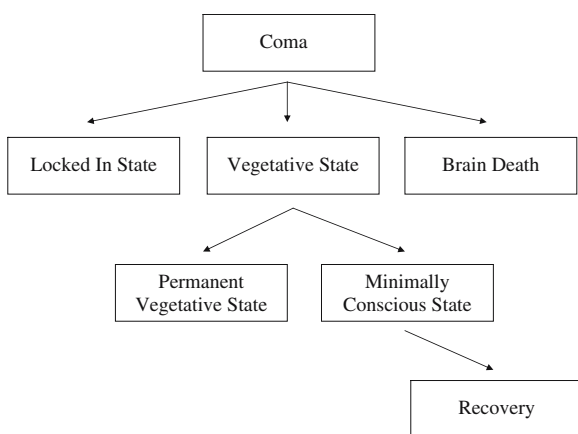 Coma
Locked In State
Vegetative State
Brain Death
Permanent
Vegetative State
Minimally
Conscious State
Recovery